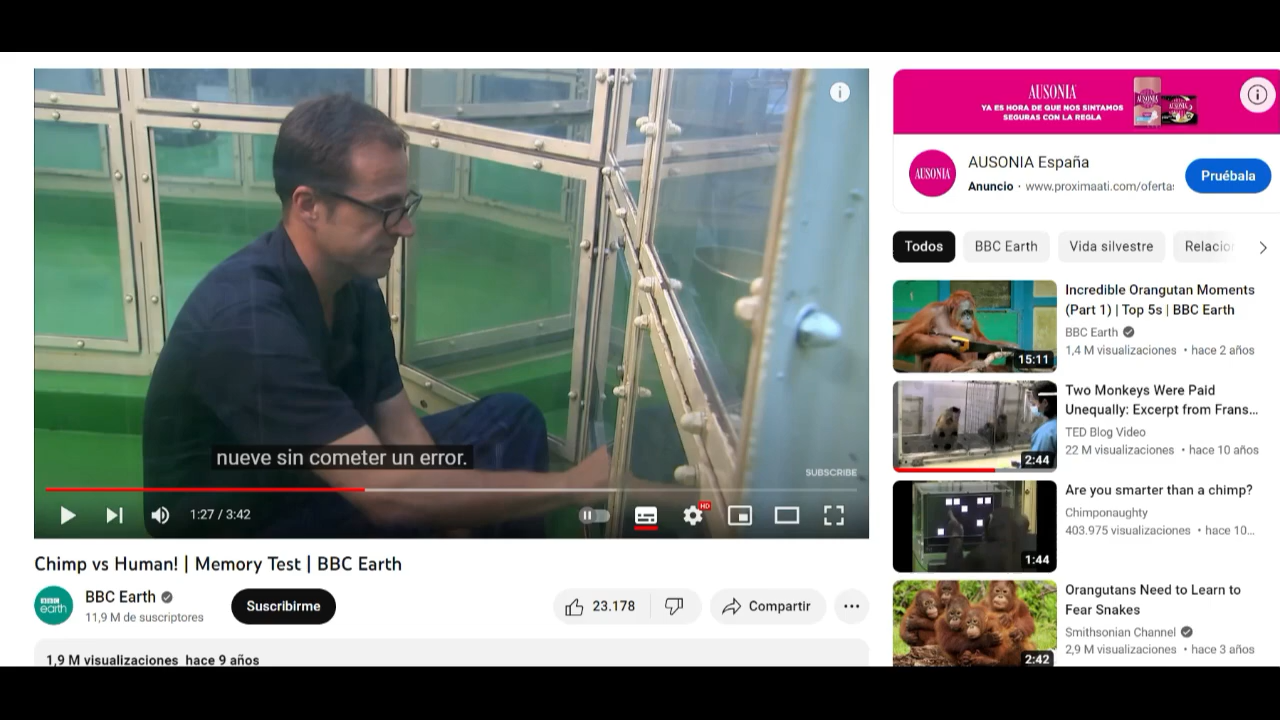 nueve sin cometer un error.
SUBSCRIBE
1:27 / 3:42
HD
Chimp vs Human! | Memory Test | BBC Earth
BBC
earth
BBC Earth
11,9 M de suscriptores
Suscribirme
23.178
Compartir
1,9 M visualizaciones hace 9 años
AUSONIA
YA ES HORA DE QUE NOS SINTAMOS
SEGURAS CON LA REGLA
AUSONIA
AUSONIA
AUSONIA
AUSONIA España
Anuncio · www.proximaati.com/oferta
Pruébala
Todos
BBC Earth
Vida silvestre
Relacio
Incredible Orangutan Moments
(Part 1) | Top 5s | BBC Earth
BBC Earth
1,4 M visualizaciones · hace 2 años
15:11
Two Monkeys Were Paid
Unequally: Excerpt from Frans...
TED Blog Video
22 M visualizaciones · hace 10 años
2:44
Are you smarter than a chimp?
Chimponaughty
403.975 visualizaciones · hace 10...
1:44
Orangutans Need to Learn to
Fear Snakes
Smithsonian Channel
2,9 M visualizaciones · hace 3 años
2:42